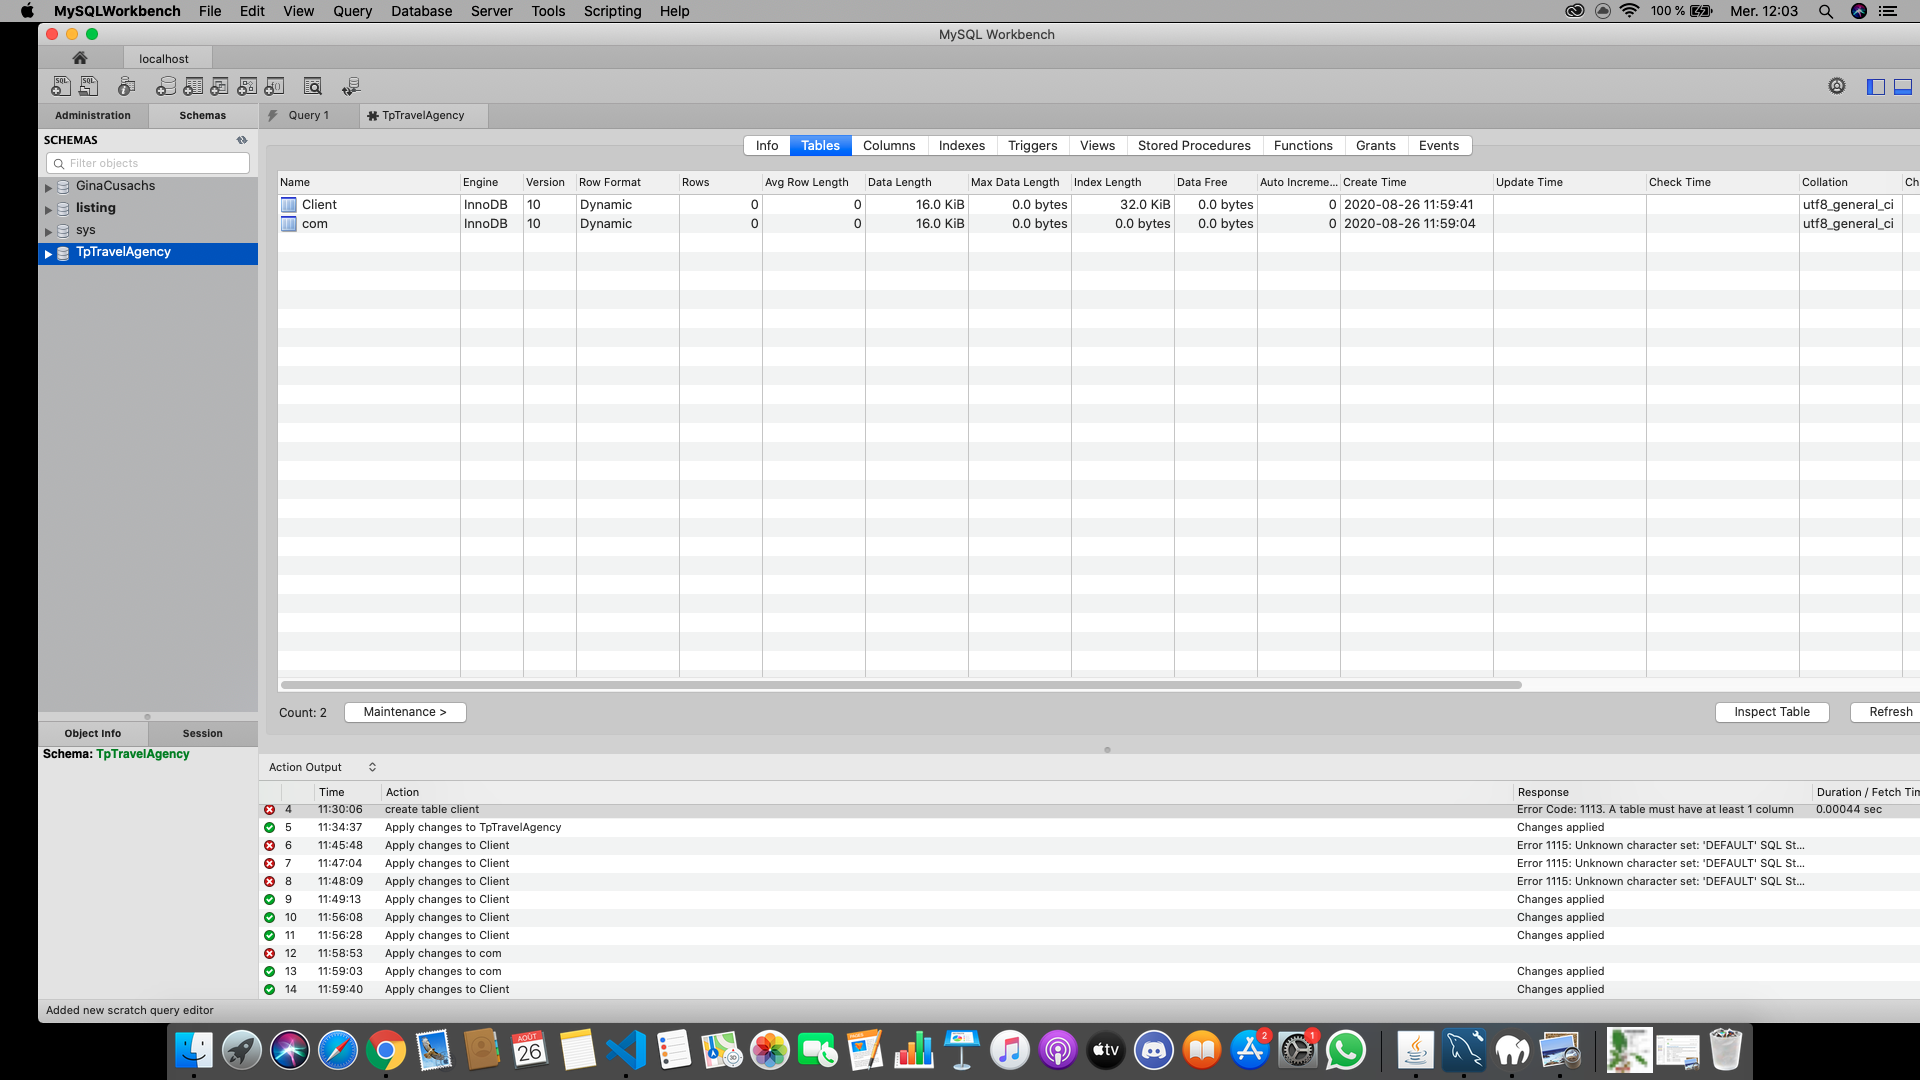 MySQLWorkbench File Edit View Query Database Server Tools Scripting Help 100 % Mer. 12:03
MySQL Workbench
localhost
Administration Schemas Query 1 TpTravelAgency
SCHEMAS
Filter objects
GinaCusachs
listing
sys
TpTravelAgency
Info Tables Columns Indexes Triggers Views Stored Procedures Functions Grants Events
Name Engine Version Row Format Rows Avg Row Length Data Length Max Data Length Index Length Data Free Auto Increme... Create Time Update Time Check Time Collation Ch
Client InnoDB 10 Dynamic 0 0 16.0 KiB 0.0 bytes 32.0 KiB 0.0 bytes 0 2020-08-26 11:59:41 utf8_general_ci
com InnoDB 10 Dynamic 0 0 16.0 KiB 0.0 bytes 0.0 bytes 0.0 bytes 0 2020-08-26 11:59:04 utf8_general_ci
Count: 2 Maintenance > Inspect Table Refresh
Object Info Session
Schema: TpTravelAgency
Action Output
Time Action Response Duration / Fetch Tim
4 11:30:06 create table client Error Code: 1113. A table must have at least 1 column 0.00044 sec
5 11:34:37 Apply changes to TpTravelAgency Changes applied
6 11:45:48 Apply changes to Client Error 1115: Unknown character set: 'DEFAULT' SQL St...
7 11:47:04 Apply changes to Client Error 1115: Unknown character set: 'DEFAULT' SQL St...
8 11:48:09 Apply changes to Client Error 1115: Unknown character set: 'DEFAULT' SQL St...
9 11:49:13 Apply changes to Client Changes applied
10 11:56:08 Apply changes to Client Changes applied
11 11:56:28 Apply changes to Client Changes applied
12 11:58:53 Apply changes to com
13 11:59:03 Apply changes to com Changes applied
14 11:59:40 Apply changes to Client Changes applied
Added new scratch query editor
AOÛT
26
tv
2
1